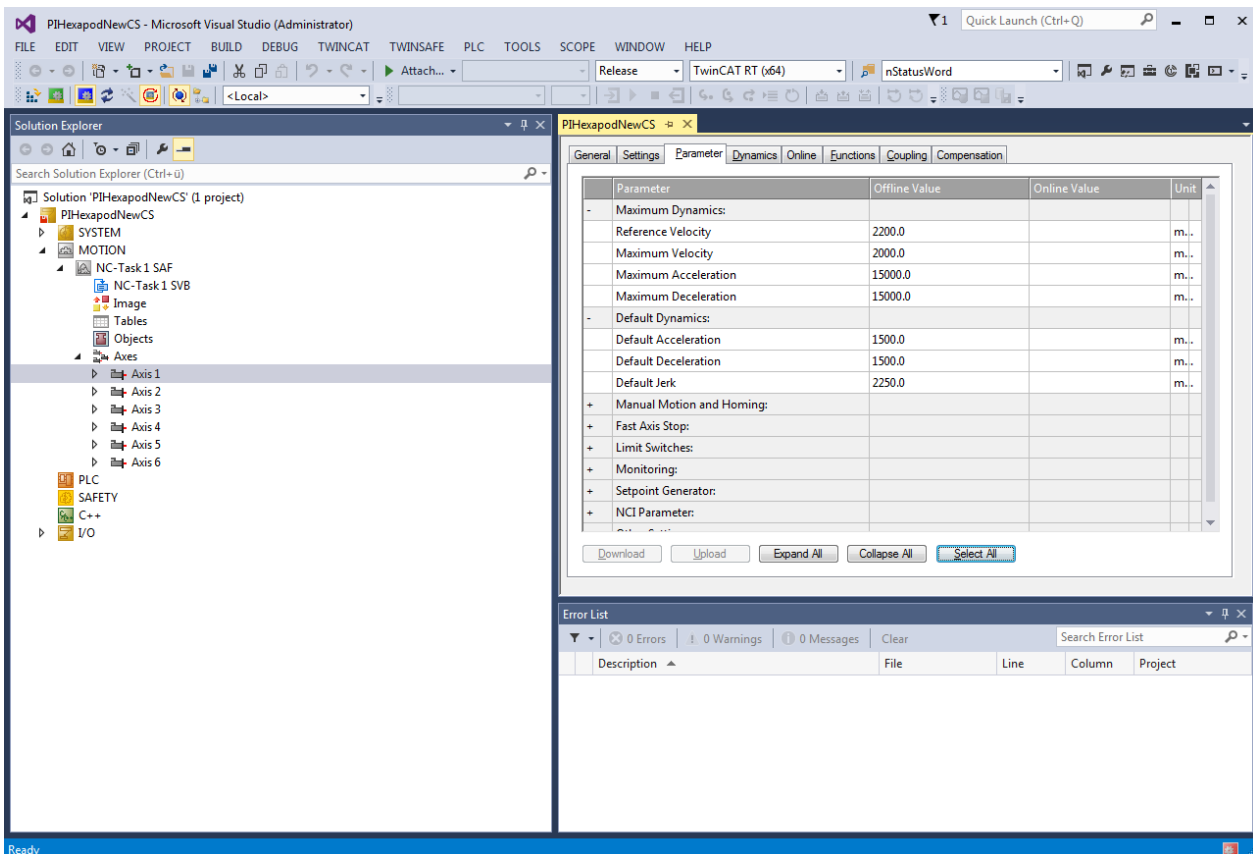 PIHexapodNewCS - Microsoft Visual Studio (Administrator)
1
Quick Launch (Ctrl+Q)
FILE EDIT VIEW PROJECT BUILD DEBUG TWINCAT TWINSAFE PLC TOOLS SCOPE WINDOW HELP
Attach... Release TwinCAT RT (x64) nStatusWord
<Local>
Solution Explorer
Search Solution Explorer (Ctrl+ü)
Solution 'PIHexapodNewCS' (1 project)
PIHexapodNewCS
SYSTEM
MOTION
NC-Task 1 SAF
NC-Task 1 SVB
Image
Tables
Objects
Axes
Axis 1
Axis 2
Axis 3
Axis 4
Axis 5
Axis 6
PLC
SAFETY
C++
I/O
PIHexapodNewCS
General Settings Parameter Dynamics Online Functions Coupling Compensation
Parameter Offline Value Online Value Unit
- Maximum Dynamics:
Reference Velocity 2200.0 m...
Maximum Velocity 2000.0 m...
Maximum Acceleration 15000.0 m...
Maximum Deceleration 15000.0 m...
- Default Dynamics:
Default Acceleration 1500.0 m...
Default Deceleration 1500.0 m...
Default Jerk 2250.0 m...
+ Manual Motion and Homing:
+ Fast Axis Stop:
+ Limit Switches:
+ Monitoring:
+ Setpoint Generator:
+ NCI Parameter:
Download Upload Expand All Collapse All Select All
Error List
0 Errors 0 Warnings 0 Messages Clear Search Error List
Description File Line Column Project
Ready